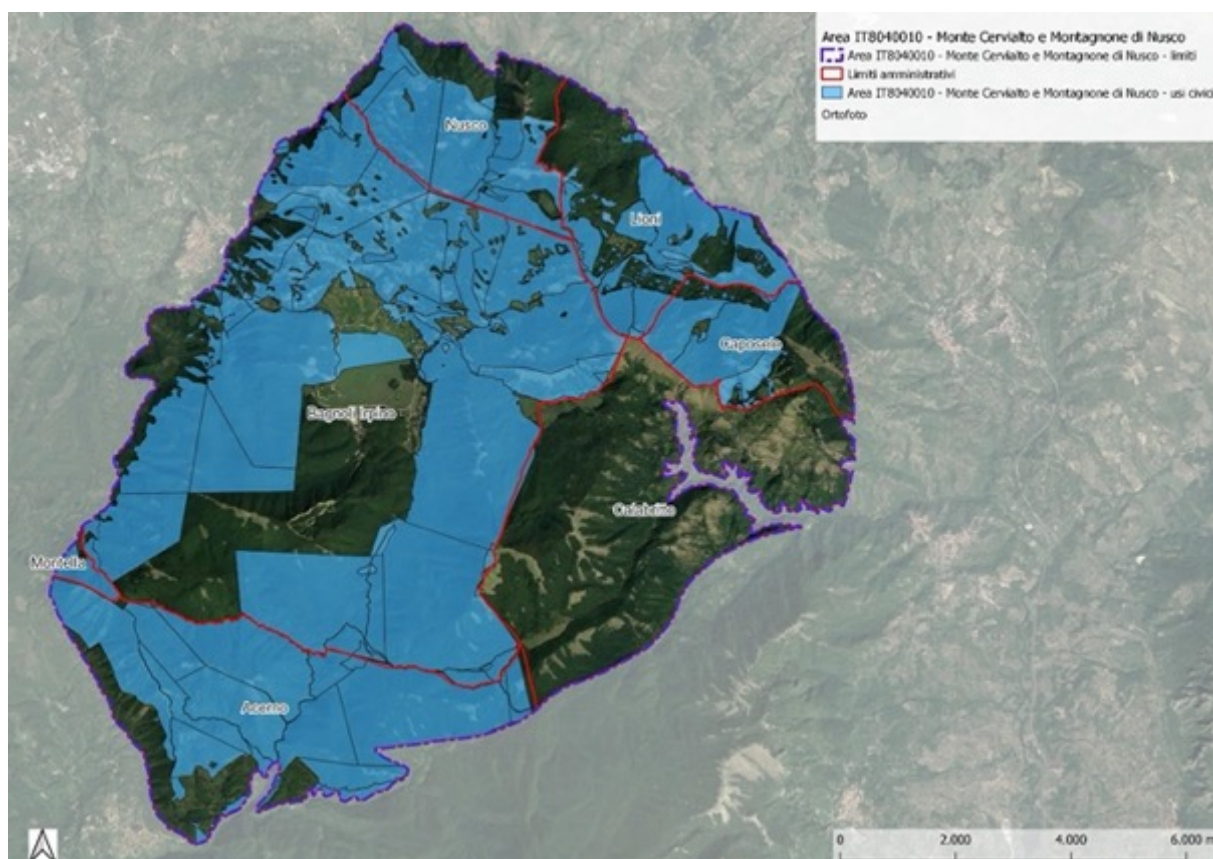 Area IT8040010 - Monte Cervialto e Montagnone di Nusco
Area IT8040010 - Monte Cervialto e Montagnone di Nusco - limiti
Limiti amministrativi
Area IT8040010 - Monte Cervialto e Montagnone di Nusco - usi civici
Ortofoto
Nusco
Lioni
Caposele
Bagnoli Irpino
Calabritto
Montella
Acerno
0 2.000 4.000 6.000 m